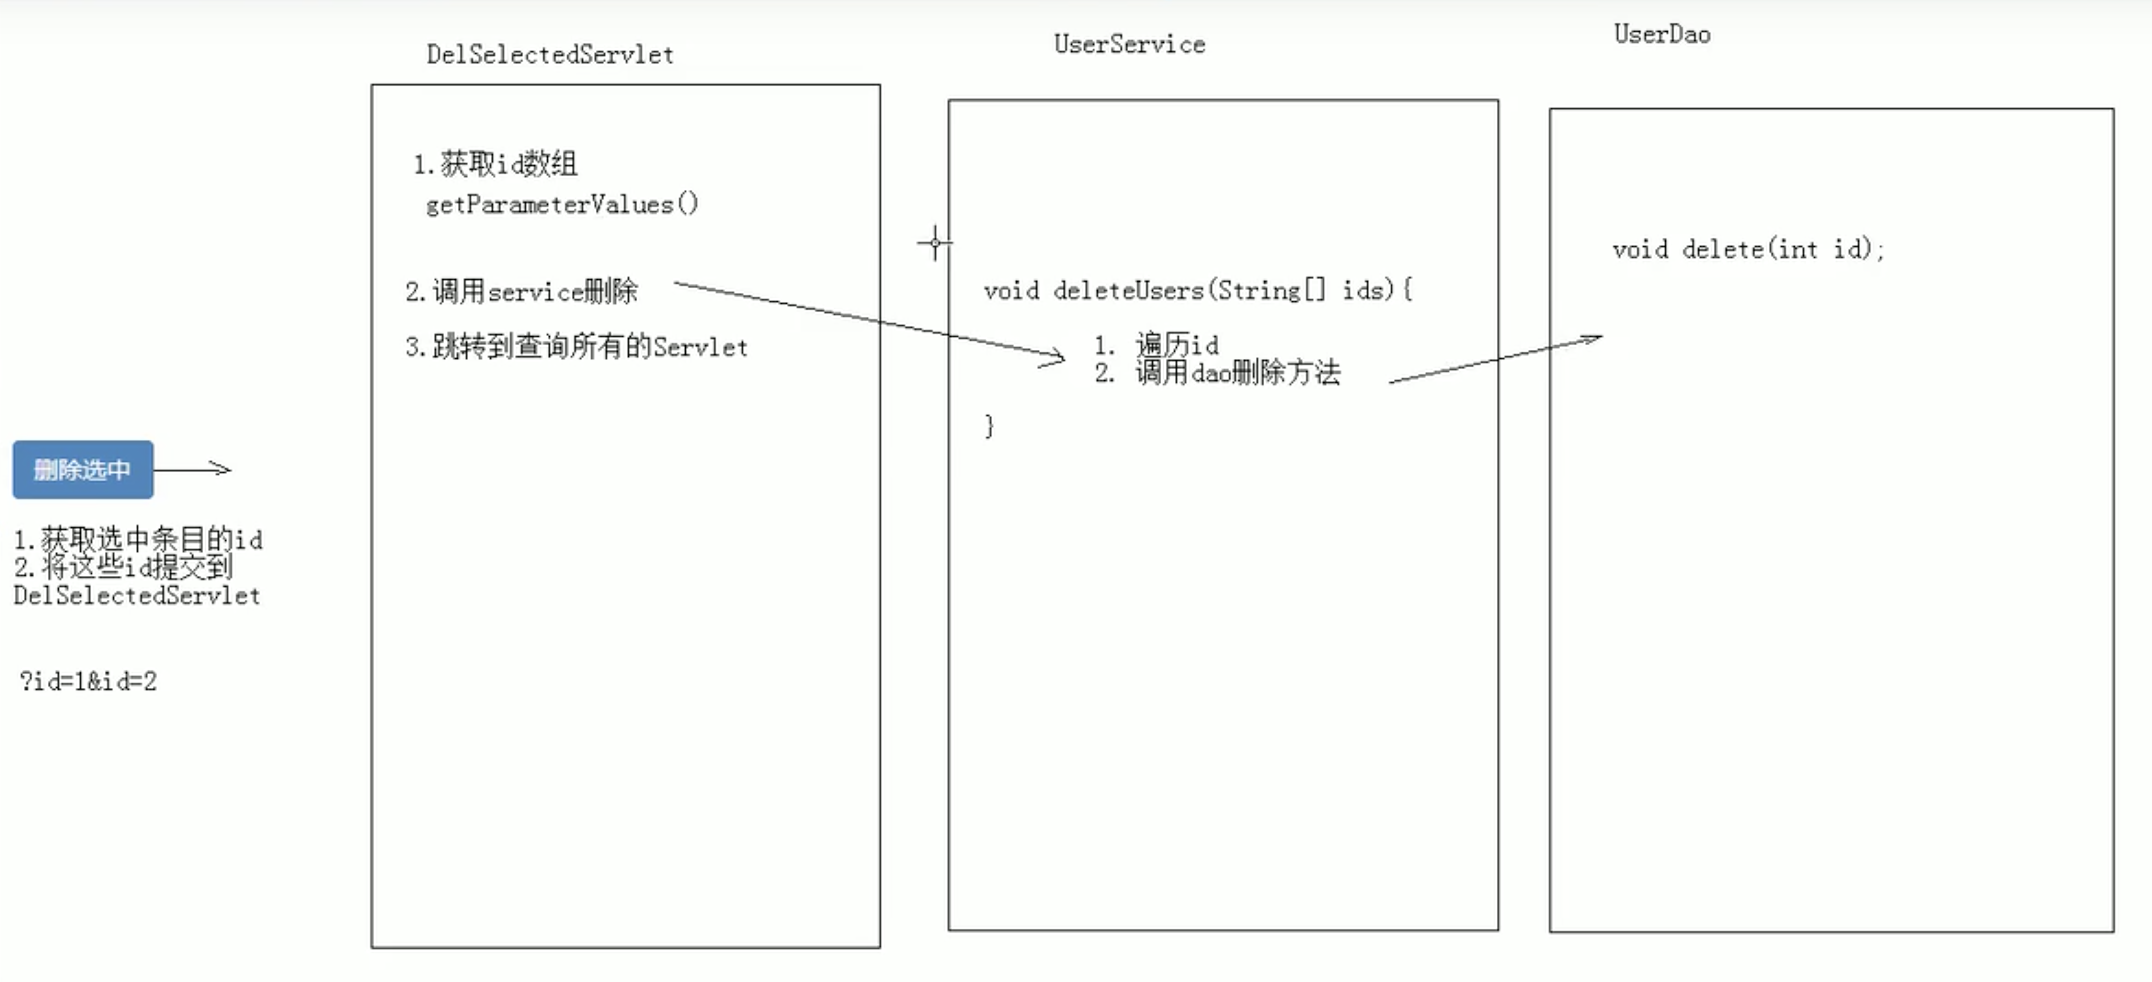 DelSelectedServlet
1.获取id数组
getParameterValues()
2.调用service删除
3.跳转到查询所有的Servlet
UserService
void deleteUsers(String[] ids){
1. 遍历id
2. 调用dao删除方法
}
UserDao
void delete(int id);
删除选中
1.获取选中条目的id
2.将这些id提交到
DelSelectedServlet
?id=1&id=2